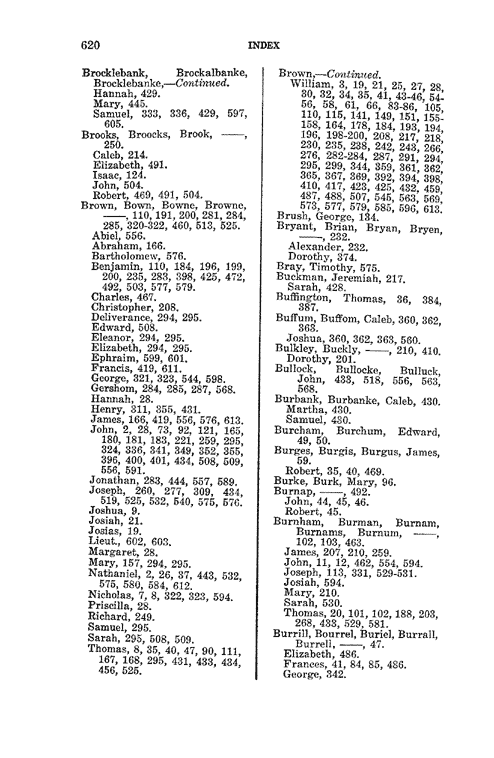 620
INDEX
Brocklebank, Brockalbanke,
Brocklebanke,—Continued.
Hannah, 429.
Mary, 445.
Samuel, 333, 336, 429, 597,
605.
Brooks, Broocks, Brook, ——,
250.
Caleb, 214.
Elizabeth, 491.
Isaac, 124.
John, 504.
Robert, 469, 491, 504.
Brown, Bown, Bowne, Browne,
——, 110, 191, 200, 281, 284,
285, 320-322, 460, 513, 525.
Abiel, 556.
Abraham, 166.
Bartholomew, 576.
Benjamin, 110, 184, 196, 199,
200, 235, 283, 398, 425, 472,
492, 503, 577, 579.
Charles, 467.
Christopher, 208.
Deliverance, 294, 295.
Edward, 508.
Eleanor, 294, 295.
Elizabeth, 294, 295.
Ephraim, 599, 601.
Francis, 419, 611.
George, 321, 323, 544, 598.
Gershom, 284, 285, 287, 568.
Hannah, 28.
Henry, 311, 355, 431.
James, 166, 419, 556, 576, 613.
John, 2, 28, 73, 92, 121, 165,
180, 181, 183, 221, 259, 295,
324, 336, 341, 349, 352, 355,
396, 400, 401, 434, 508, 509,
556, 591.
Jonathan, 283, 444, 557, 589.
Joseph, 260, 277, 309, 434,
519, 525, 532, 540, 575, 576.
Joshua, 9.
Josiah, 21.
Josias, 19.
Lieut., 602, 603.
Margaret, 28.
Mary, 157, 294, 295.
Nathaniel, 2, 26, 37, 443, 532,
575, 580, 584, 612.
Nicholas, 7, 8, 322, 323, 594.
Priscilla, 28.
Richard, 249.
Samuel, 295.
Sarah, 295, 508, 509.
Thomas, 8, 35, 40, 47, 90, 111,
167, 168, 295, 431, 433, 434,
456, 525.
Brown,—Continued.
William, 3, 19, 21, 25, 27, 28,
30, 32, 34, 35, 41, 43-46, 54-
56, 58, 61, 66, 83-86, 105,
110, 115, 141, 149, 151, 155-
158, 164, 178, 184, 193, 194,
196, 198-200, 208, 217, 218,
230, 235, 238, 242, 243, 266,
276, 282-284, 287, 291, 294,
295, 299, 344, 359, 361, 362,
365, 367, 369, 392, 394, 398,
410, 417, 423, 425, 432, 459,
487, 488, 507, 545, 563, 569,
573, 577, 579, 585, 596, 613.
Brush, George, 134.
Bryant, Brian, Bryan, Bryen,
——, 232.
Alexander, 232.
Dorothy, 374.
Bray, Timothy, 575.
Buckman, Jeremiah, 217.
Sarah, 428.
Buffington, Thomas, 36, 384,
387.
Buffum, Buffom, Caleb, 360, 362,
363.
Joshua, 360, 362, 363, 560.
Bulkley, Buckly, ——, 210, 410.
Dorothy, 201.
Bullock, Bullocke, Bulluck,
John, 433, 518, 556, 563,
568.
Burbank, Burbanke, Caleb, 430.
Martha, 430.
Samuel, 430.
Burcham, Burchum, Edward,
49, 50.
Burges, Burgis, Burgus, James,
59.
Robert, 35, 40, 469.
Burke, Burk, Mary, 96.
Burnap, ——, 492.
John, 44, 45, 46.
Robert, 45.
Burnham, Burman, Burnam,
Burnams, Burnum, ——,
102, 103, 463.
James, 207, 210, 259.
John, 11, 12, 462, 554, 594.
Joseph, 113, 331, 529-531.
Josiah, 594.
Mary, 210.
Sarah, 530.
Thomas, 20, 101, 102, 188, 203,
268, 433, 529, 581.
Burrill, Bourrel, Buriel, Burrall,
Burrell, ——, 47.
Elizabeth, 486.
Frances, 41, 84, 85, 486.
George, 342.